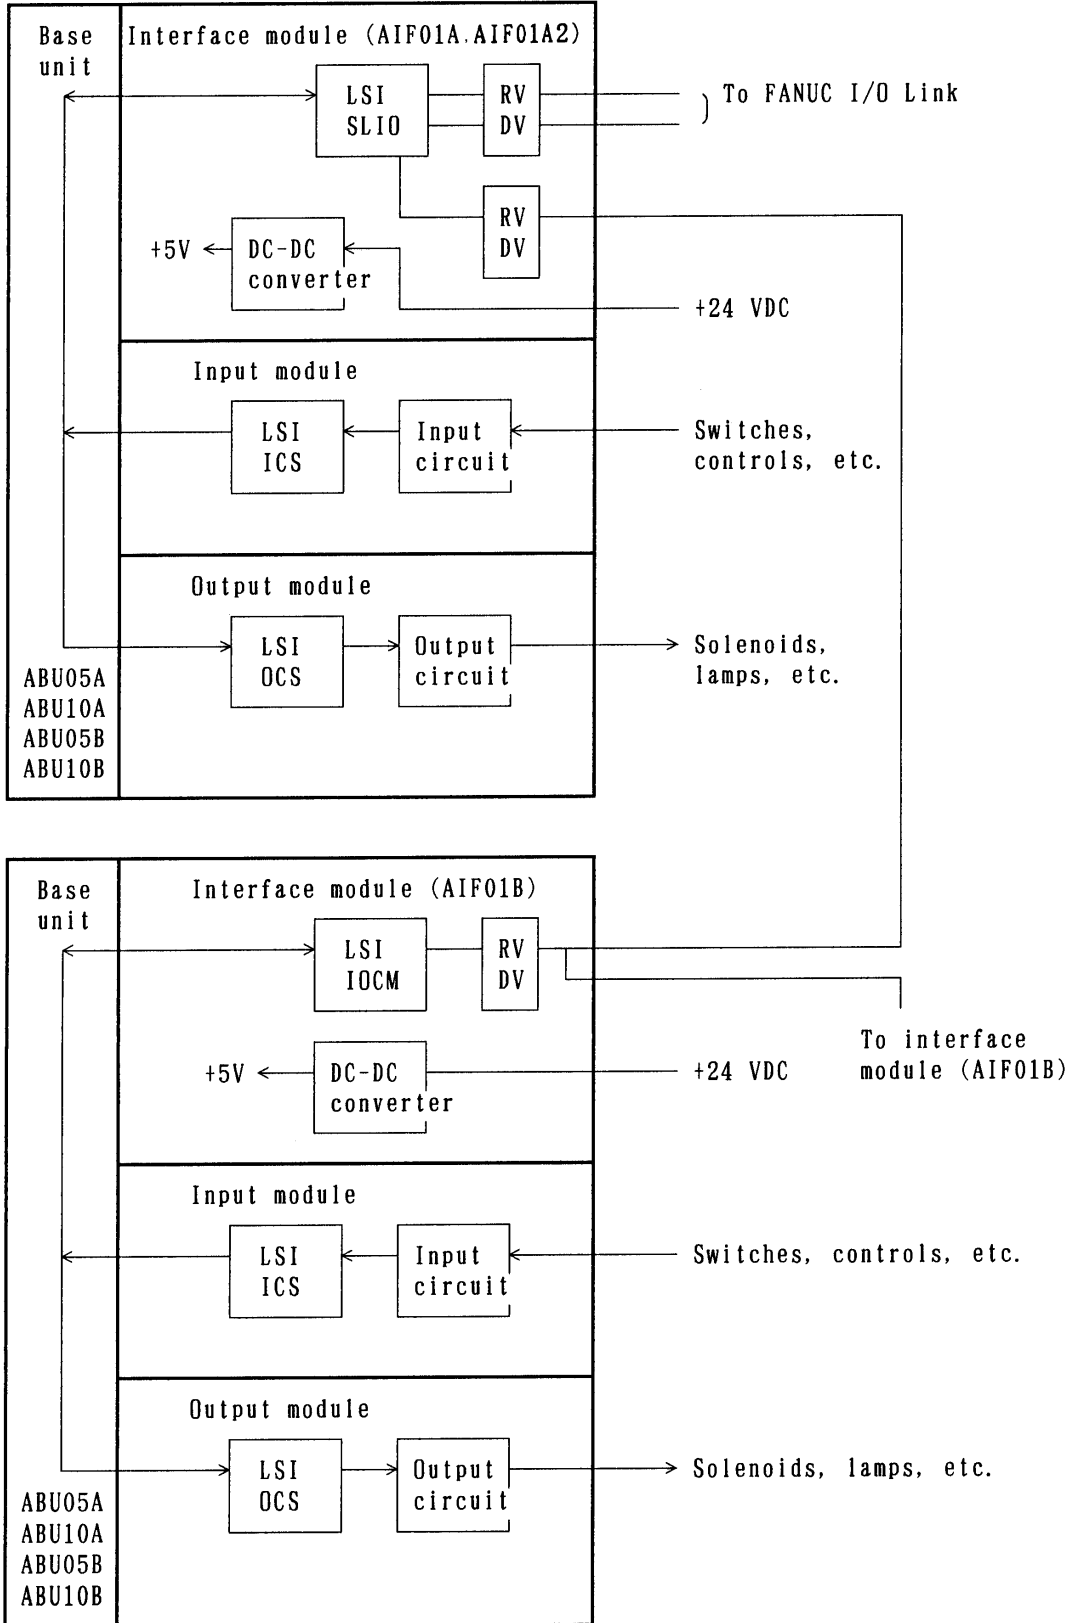 Base
unit
Interface module (AIF01A,AIF01A2)
LSI
SLIO
RV
DV
To FANUC I/O Link
RV
DV
+5V
DC-DC
converter
+24 VDC
Input module
LSI
ICS
Input
circuit
Switches,
controls, etc.
Output module
LSI
OCS
Output
circuit
Solenoids,
lamps, etc.
ABU05A
ABU10A
ABU05B
ABU10B
Base
unit
Interface module (AIF01B)
LSI
IOCM
RV
DV
To interface
module (AIF01B)
+5V
DC-DC
converter
+24 VDC
Input module
LSI
ICS
Input
circuit
Switches, controls, etc.
Output module
LSI
OCS
Output
circuit
Solenoids, lamps, etc.
ABU05A
ABU10A
ABU05B
ABU10B